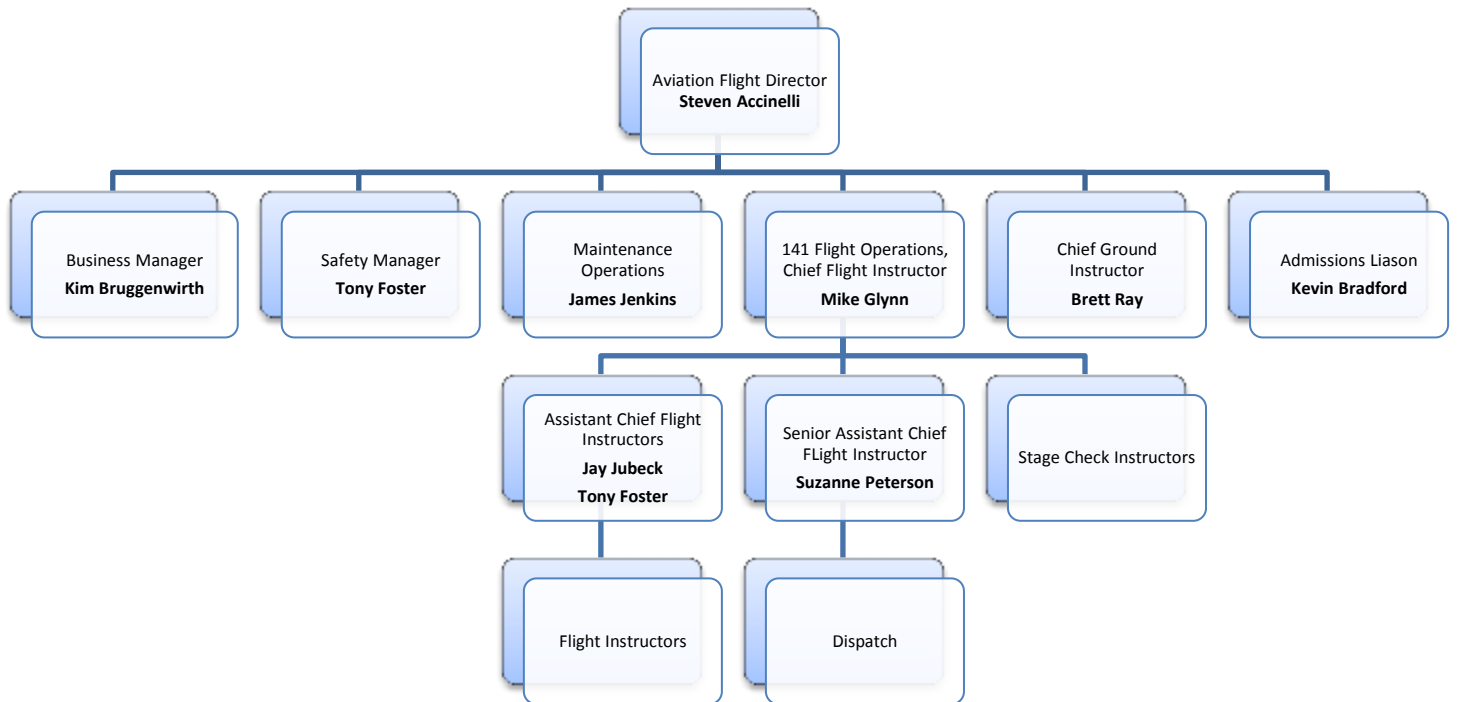 Aviation Flight Director
Steven Accinelli
Business Manager
Kim Bruggenwirth
Safety Manager
Tony Foster
Maintenance
Operations
James Jenkins
141 Flight Operations,
Chief Flight Instructor
Mike Glynn
Chief Ground
Instructor
Brett Ray
Admissions Liason
Kevin Bradford
Assistant Chief Flight
Instructors
Jay Jubeck
Tony Foster
Senior Assistant Chief
FLight Instructor
Suzanne Peterson
Stage Check Instructors
Flight Instructors
Dispatch